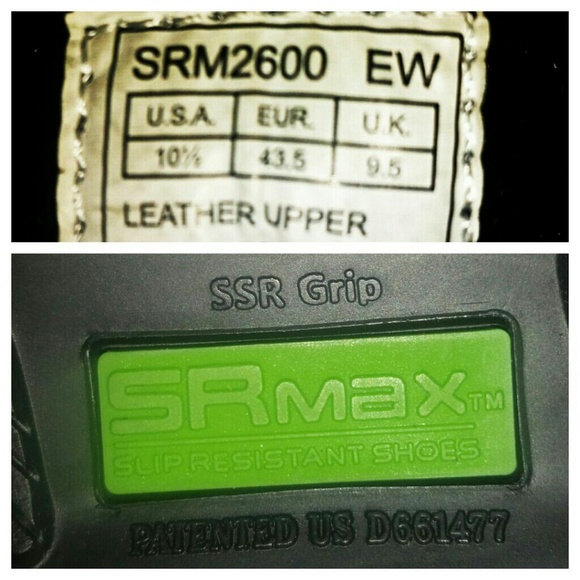 SRM2600 EW
U.S.A. EUR. U.K.
10½ 43.5 9.5
LEATHER UPPER
SSR Grip
SRMax™
SLIP RESISTANT SHOES
PATENTED US D661477